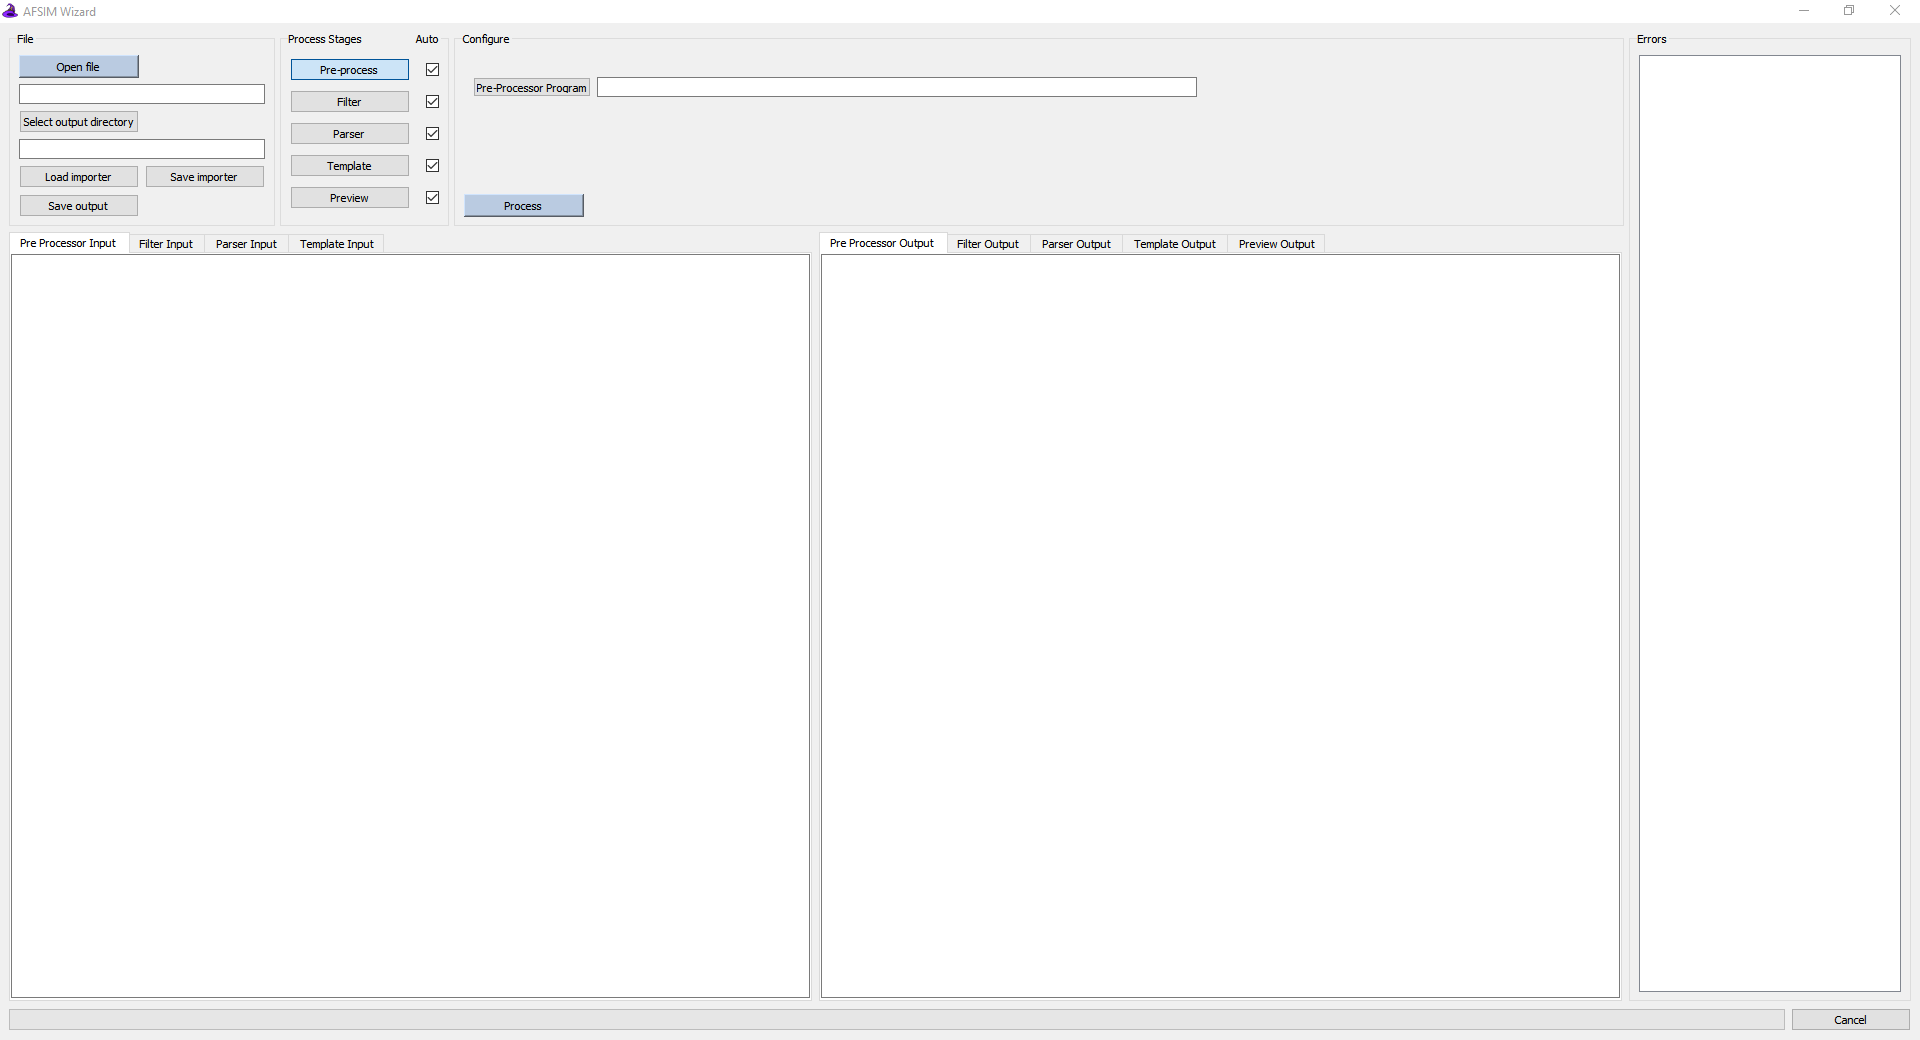 AFSIM Wizard
File
Open file
Select output directory
Load importer
Save importer
Save output
Process Stages
Auto
Pre-process
Filter
Parser
Template
Preview
Configure
Pre-Processor Program
Process
Errors
Pre Processor Input
Filter Input
Parser Input
Template Input
Pre Processor Output
Filter Output
Parser Output
Template Output
Preview Output
Cancel